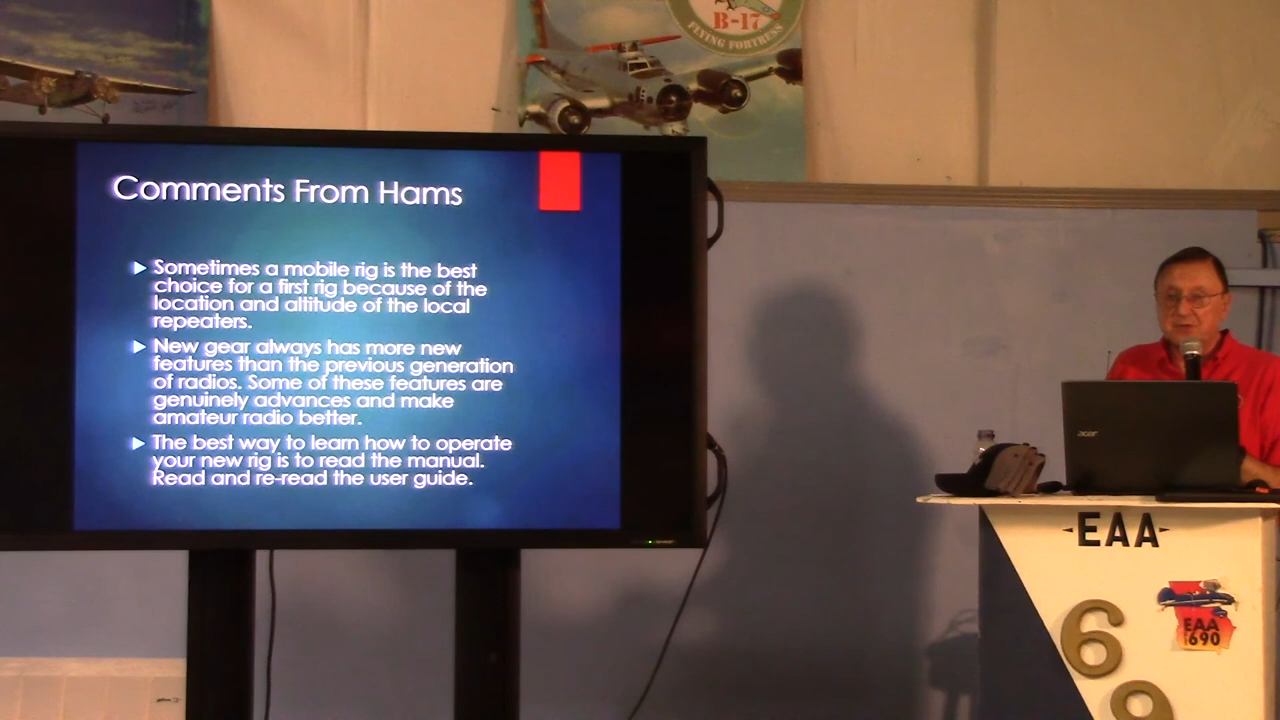 B-17
FLYING FORTRESS
Comments From Hams
Sometimes a mobile rig is the best
choice for a first rig because of the
location and altitude of the local
repeaters.
New gear always has more new
features than the previous generation
of radios. Some of these features are
genuinely advances and make
amateur radio better.
The best way to learn how to operate
your new rig is to read the manual.
Read and re-read the user guide.
acer
EAA
69
EAA
690